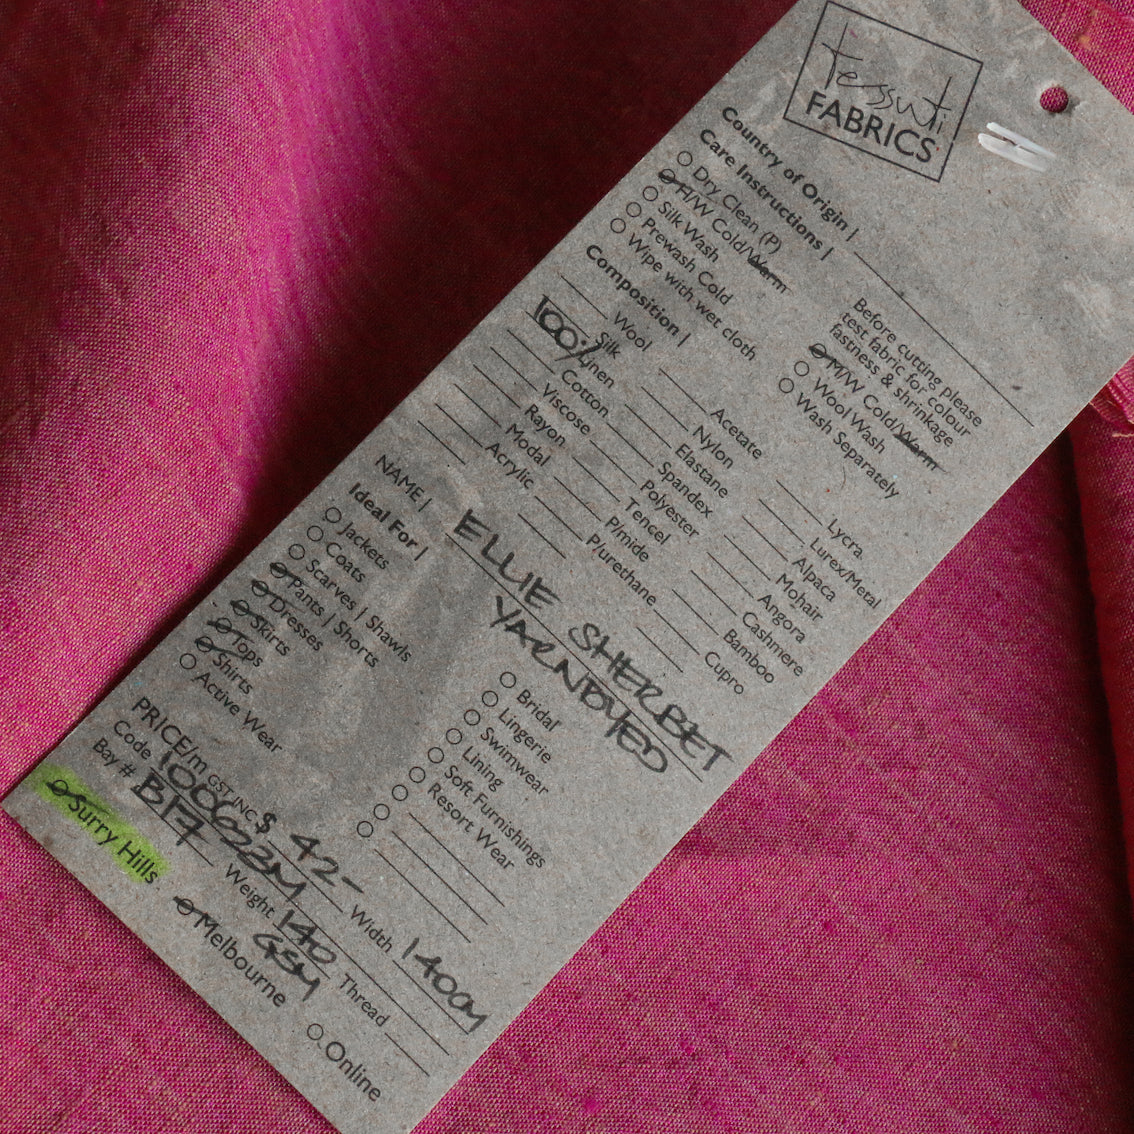 tessuti
FABRICS
Country of Origin |
Care Instructions |
Dry Clean (P)
H/W Cold/Warm
Silk Wash
Prewash Cold
Wipe with wet cloth
Before cutting please
test fabric for colour
fastness & shrinkage
M/W Cold/Warm
Wool Wash
Wash Separately
Composition |
Wool
Silk
100% Linen
Cotton
Viscose
Rayon
Modal
Acrylic
Acetate
Nylon
Elastane
Spandex
Polyester
Tencel
P/mide
P/urethane
Lycra
Lurex/Metal
Alpaca
Mohair
Angora
Cashmere
Bamboo
Cupro
NAME | ELLIE SHERBET
YARNDYED
Ideal For |
Jackets
Coats
Scarves | Shawls
Pants | Shorts
Dresses
Skirts
Tops
Shirts
Active Wear
Bridal
Lingerie
Swimwear
Lining
Soft Furnishings
Resort Wear
PRICE/m GST INC $ 42-
Code 100603M Width 140CM
Bay # B17 Weight 140 GSM Thread
Surry Hills Melbourne Online